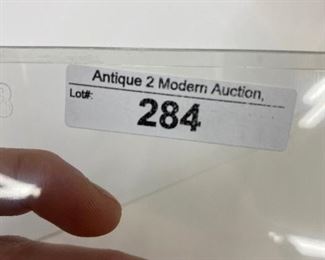 Antique 2 Modern Auction,
Lot#:
284